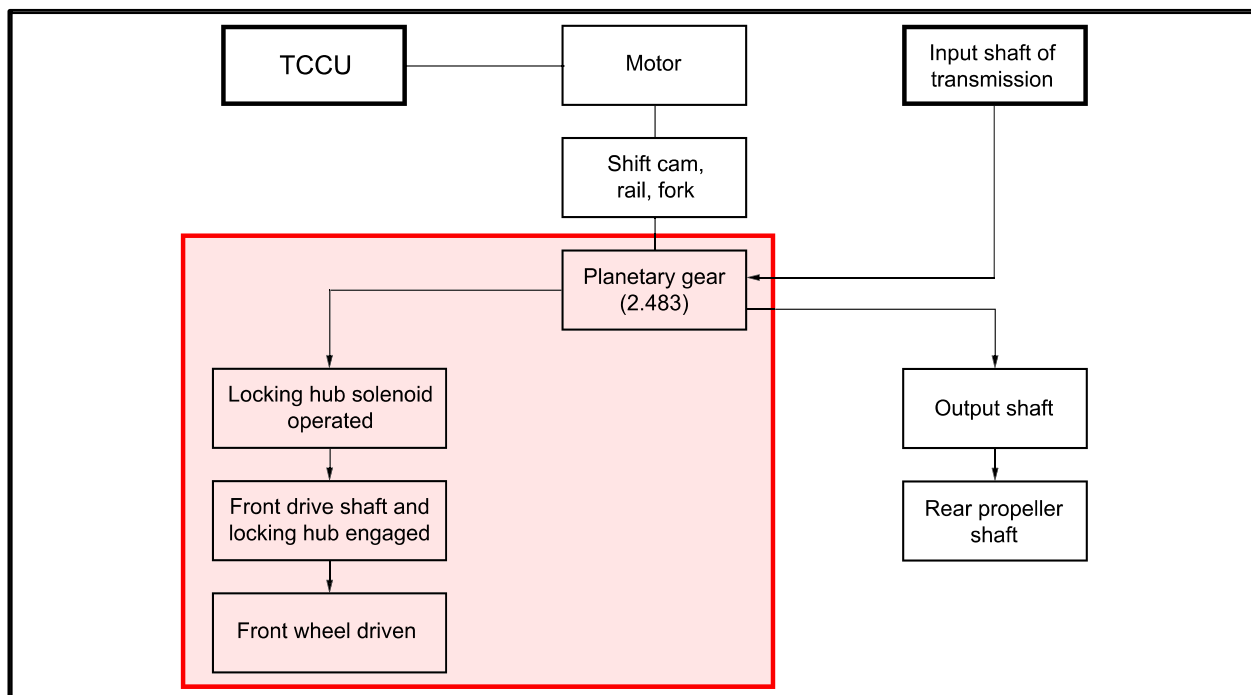 TCCU
Motor
Input shaft of
transmission
Shift cam,
rail, fork
Planetary gear
(2.483)
Locking hub solenoid
operated
Output shaft
Front drive shaft and
locking hub engaged
Rear propeller
shaft
Front wheel driven